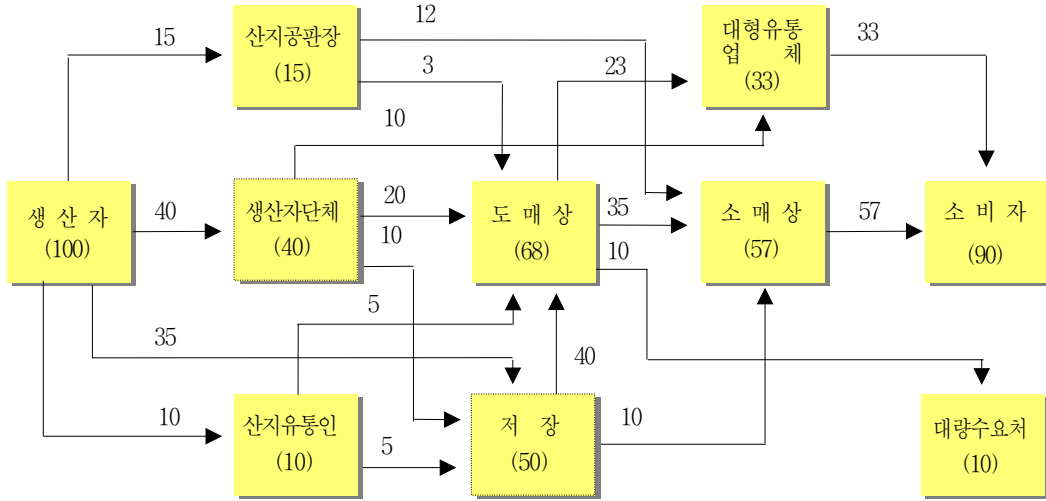 12
15
산지공판장
(15)
3
23
대형유통
업 체
(33)
33
10
생 산 자
(100)
40
생산자단체
(40)
20
10
도 매 상
(68)
35
10
소 매 상
(57)
57
소 비 자
(90)
5
35
40
10
산지유통인
(10)
5
저 장
(50)
10
대량수요처
(10)